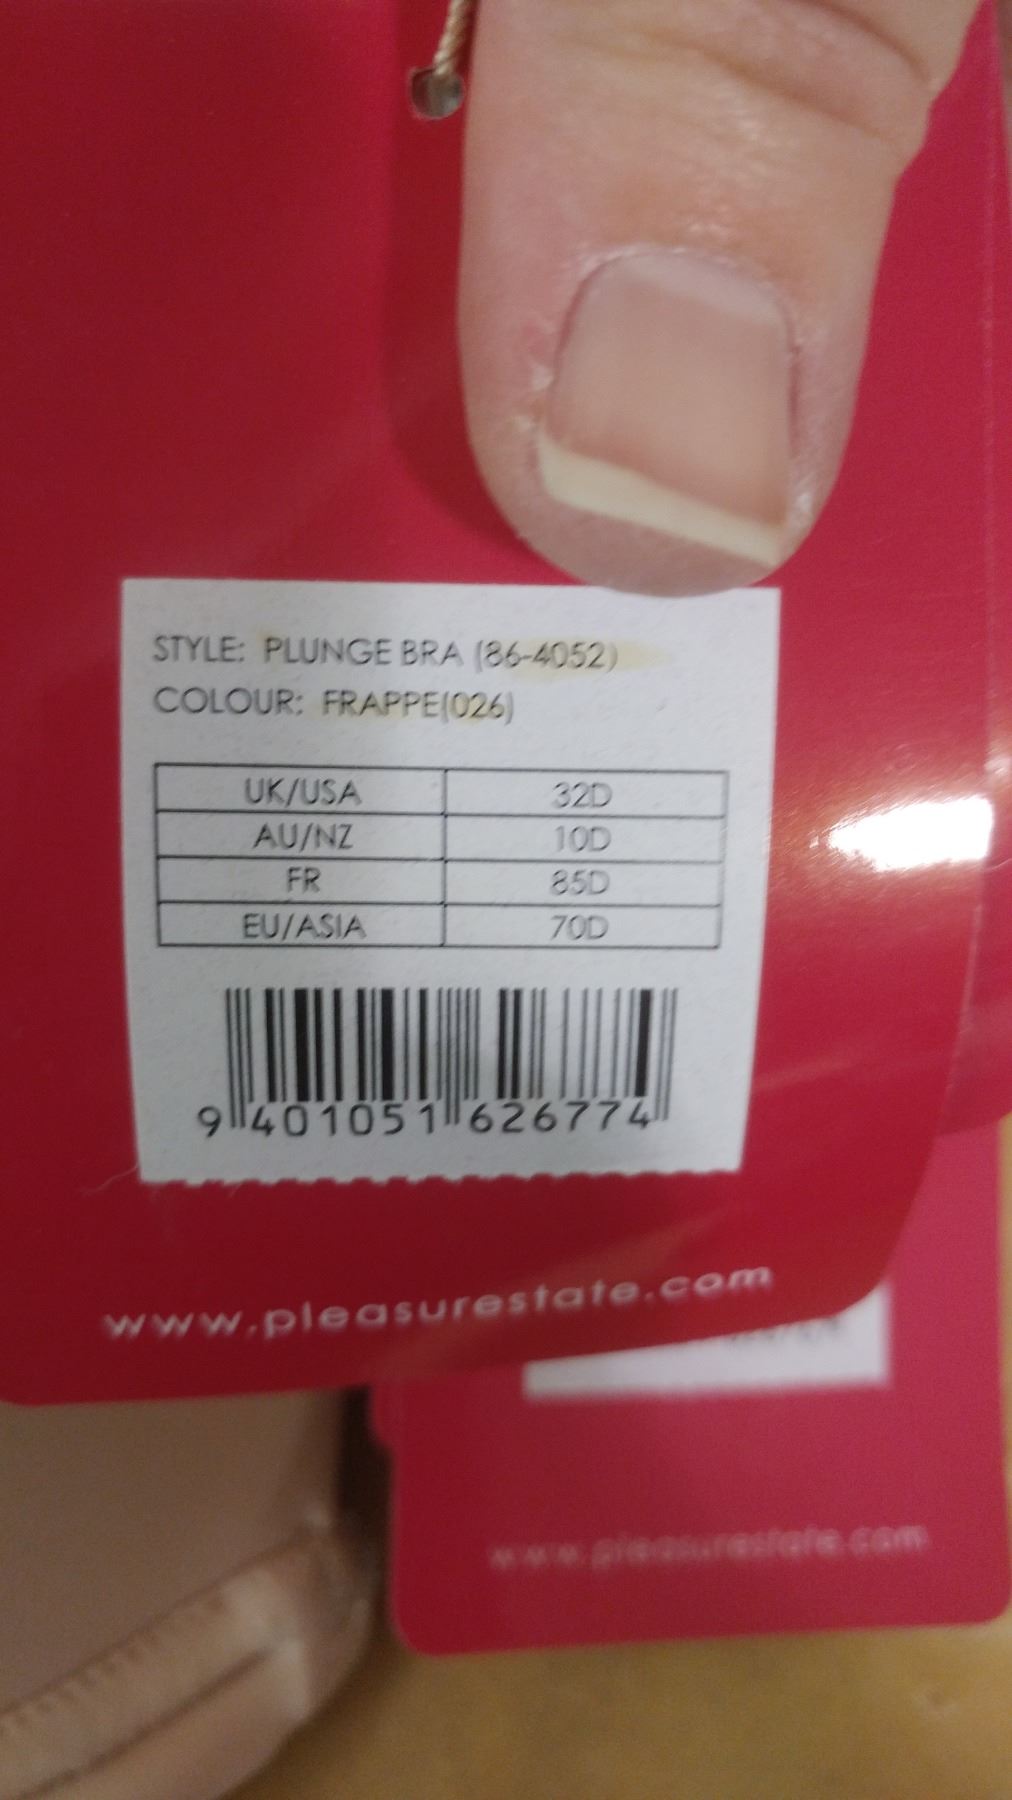 STYLE: PLUNGE BRA (86-4052)
COLOUR: FRAPPE(026)
UK/USA 32D
AU/NZ 10D
FR 85D
EU/ASIA 70D
9 401051 626774
www.pleasurestate.com
www.pleasurestate.com